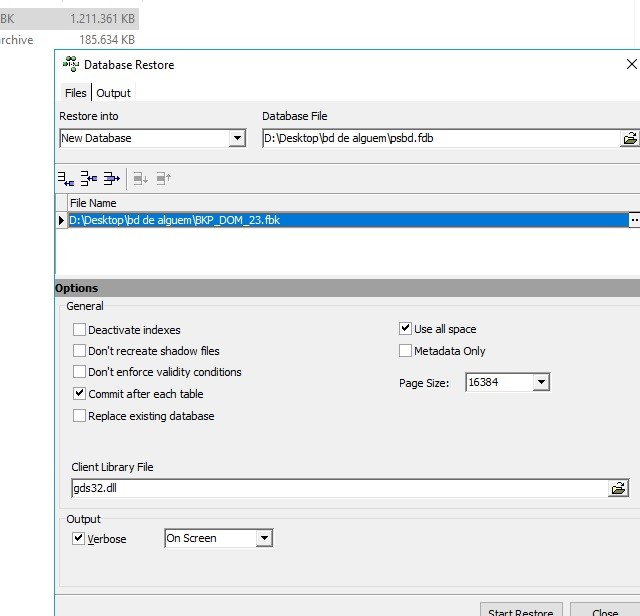 BK 1.211.361 KB
rchive 185.634 KB
Database Restore
Files Output
Restore into Database File
New Database D:\Desktop\bd de alguem\psbd.fdb
File Name
D:\Desktop\bd de alguem\BKP_DOM_23.fbk
Options
General
Deactivate indexes Use all space
Don't recreate shadow files Metadata Only
Don't enforce validity conditions
Page Size: 16384
Commit after each table
Replace existing database
Client Library File
gds32.dll
Output
Verbose On Screen
Start Restore Close